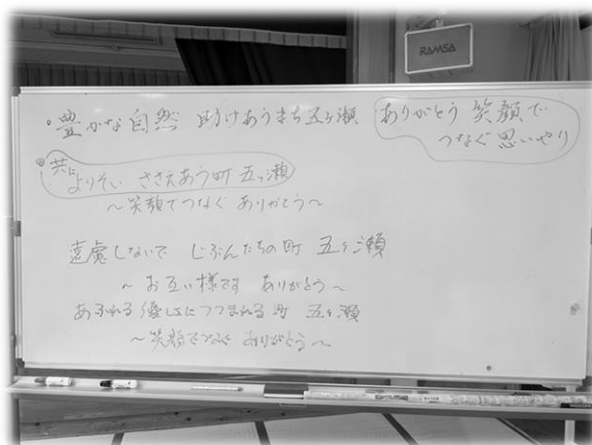 RAMSA
・豊かな自然 助けあうまち五ヶ瀬
ありがとう 笑顔で
つなぐ思いやり
共に
よりそい ささえあう町 五ヶ瀬
～笑顔でつなぐ ありがとう～
遠慮しないで じぶんたちの町 五ヶ瀬
～お互い様です ありがとう～
あふれる優しさにつつまれる町 五ヶ瀬
～笑顔でつなぐ ありがとう～